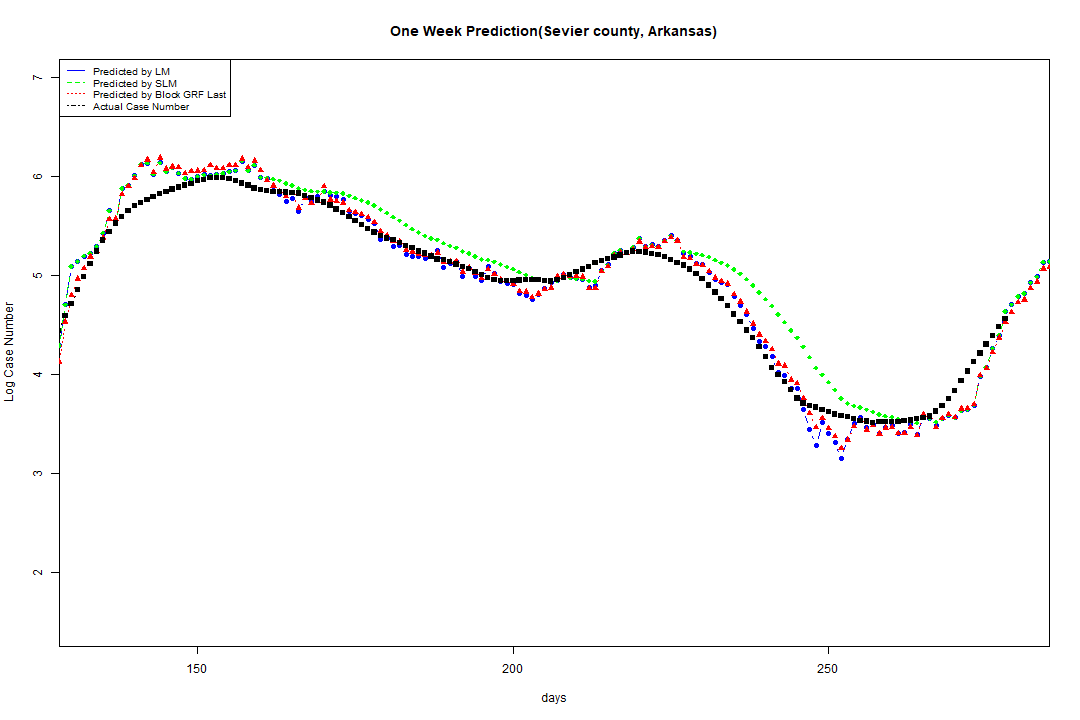 One Week Prediction(Sevier county, Arkansas)
Predicted by LM
Predicted by SLM
Predicted by Block GRF Last
Actual Case Number
7
6
5
4
3
2
Log Case Number
150 200 250
days